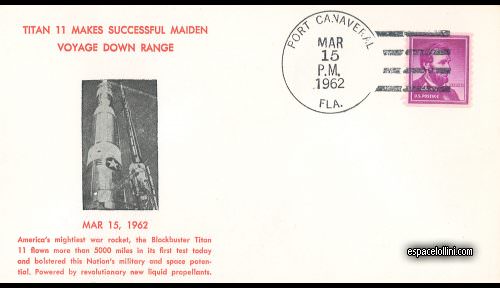 TITAN 11 MAKES SUCCESSFUL MAIDEN
VOYAGE DOWN RANGE
PORT CANAVERAL
MAR
15
P.M.
1962
FLA.
U.S. POSTAGE
MAR 15, 1962
America's mightiest war rocket, the Blockbuster Titan
11 flown more than 5000 miles in its first test today
and bolstered this Nation's military and space poten-
tial. Powered by revolutionary new liquid propellants.
espacelollini.com